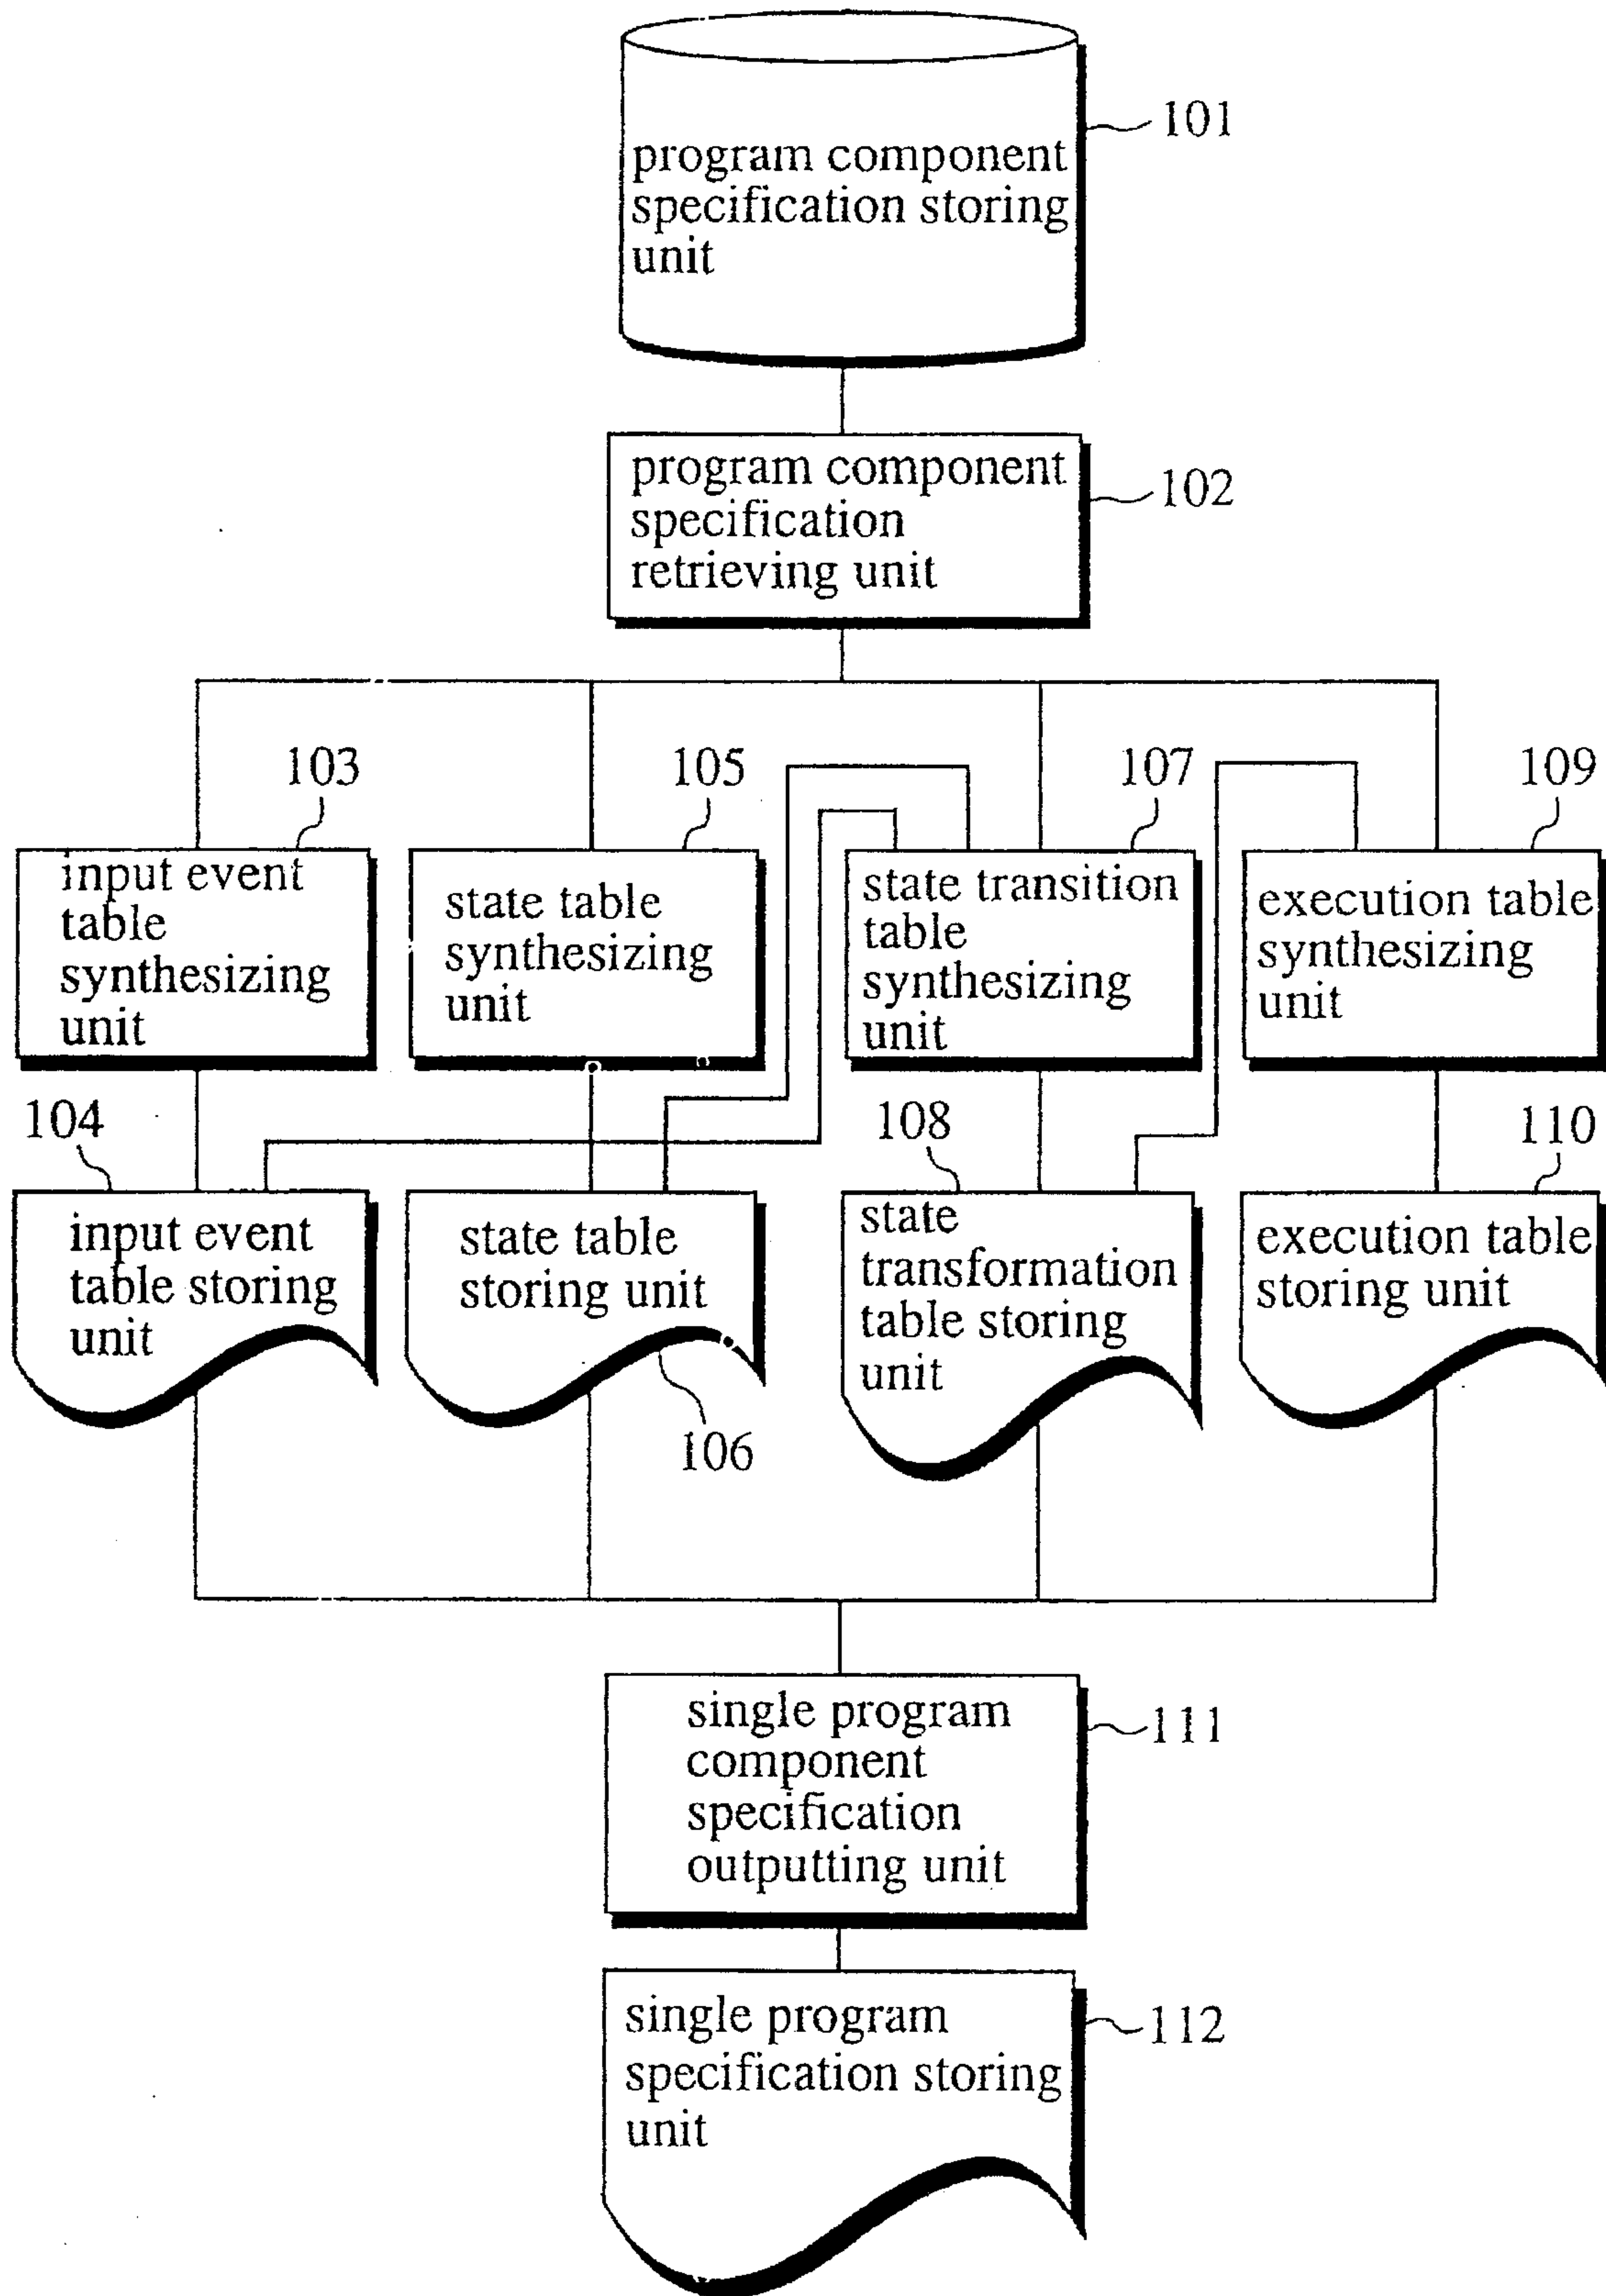 101
program component
specification storing
unit
program component
specification
retrieving unit
102
103
105
107
109
input event
table
synthesizing
unit
state table
synthesizing
unit
state transition
table
synthesizing
unit
execution table
synthesizing
unit
104
108
110
input event
table storing
unit
state table
storing unit
106
state
transformation
table storing
unit
execution table
storing unit
single program
component
specification
outputting unit
111
single program
specification storing
unit
112